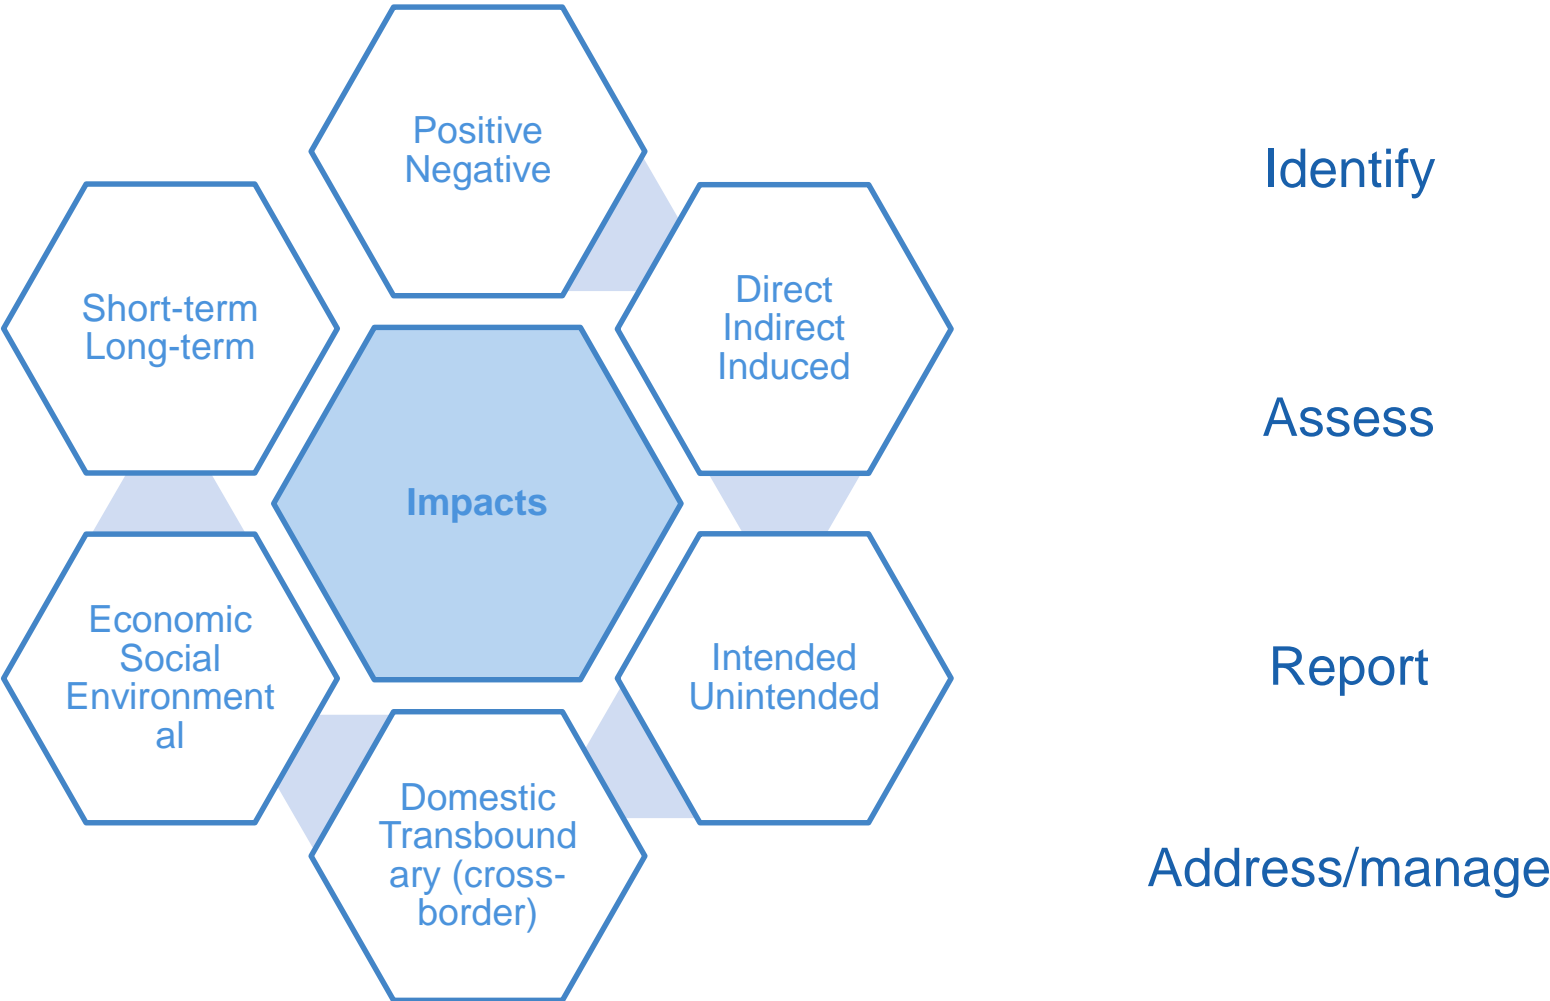 Positive
Negative
Direct
Indirect
Induced
Intended
Unintended
Domestic
Transbound
ary (cross-
border)
Economic
Social
Environment
al
Short-term
Long-term
Impacts
Identify
Assess
Report
Address/manage